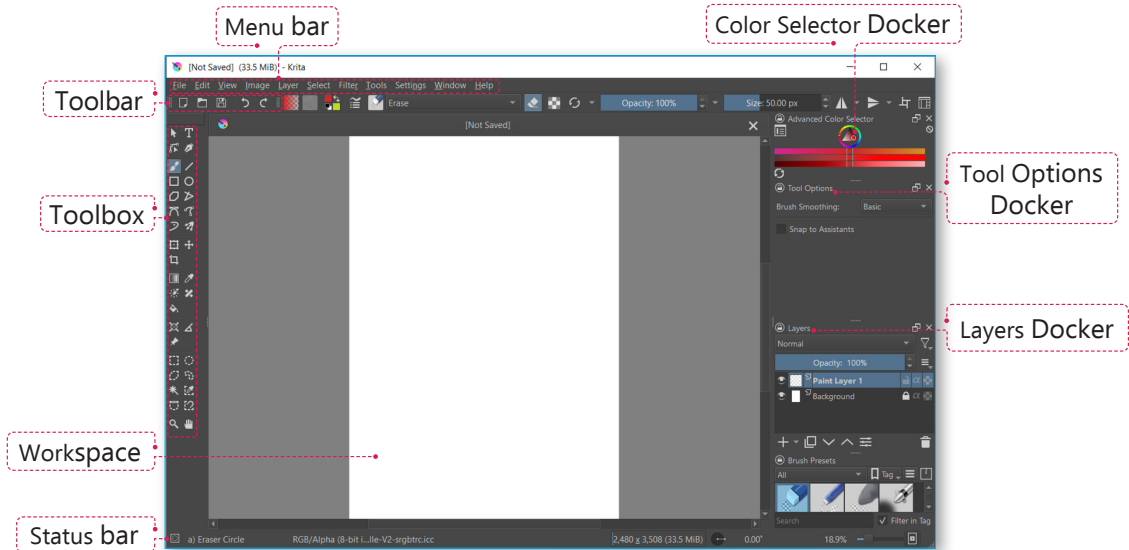 Menu bar
Color Selector Docker
Toolbar
Toolbox
Workspace
Status bar
Tool Options
Docker
Layers Docker
[Not Saved] (33.5 MiB) - Krita
File Edit View Image Layer Select Filter Tools Settings Window Help
Erase
Opacity: 100%
Size: 50.00 px
[Not Saved]
Advanced Color Selector
Tool Options
Brush Smoothing: Basic
Snap to Assistants
Layers
Normal
Opacity: 100%
Paint Layer 1
Background
Brush Presets
All
Tag
Search
Filter in Tag
a) Eraser Circle
RGB/Alpha (8-bit i...lle-V2-srgbtrc.icc
2,480 x 3,508 (33.5 MiB)
0.00°
18.9%